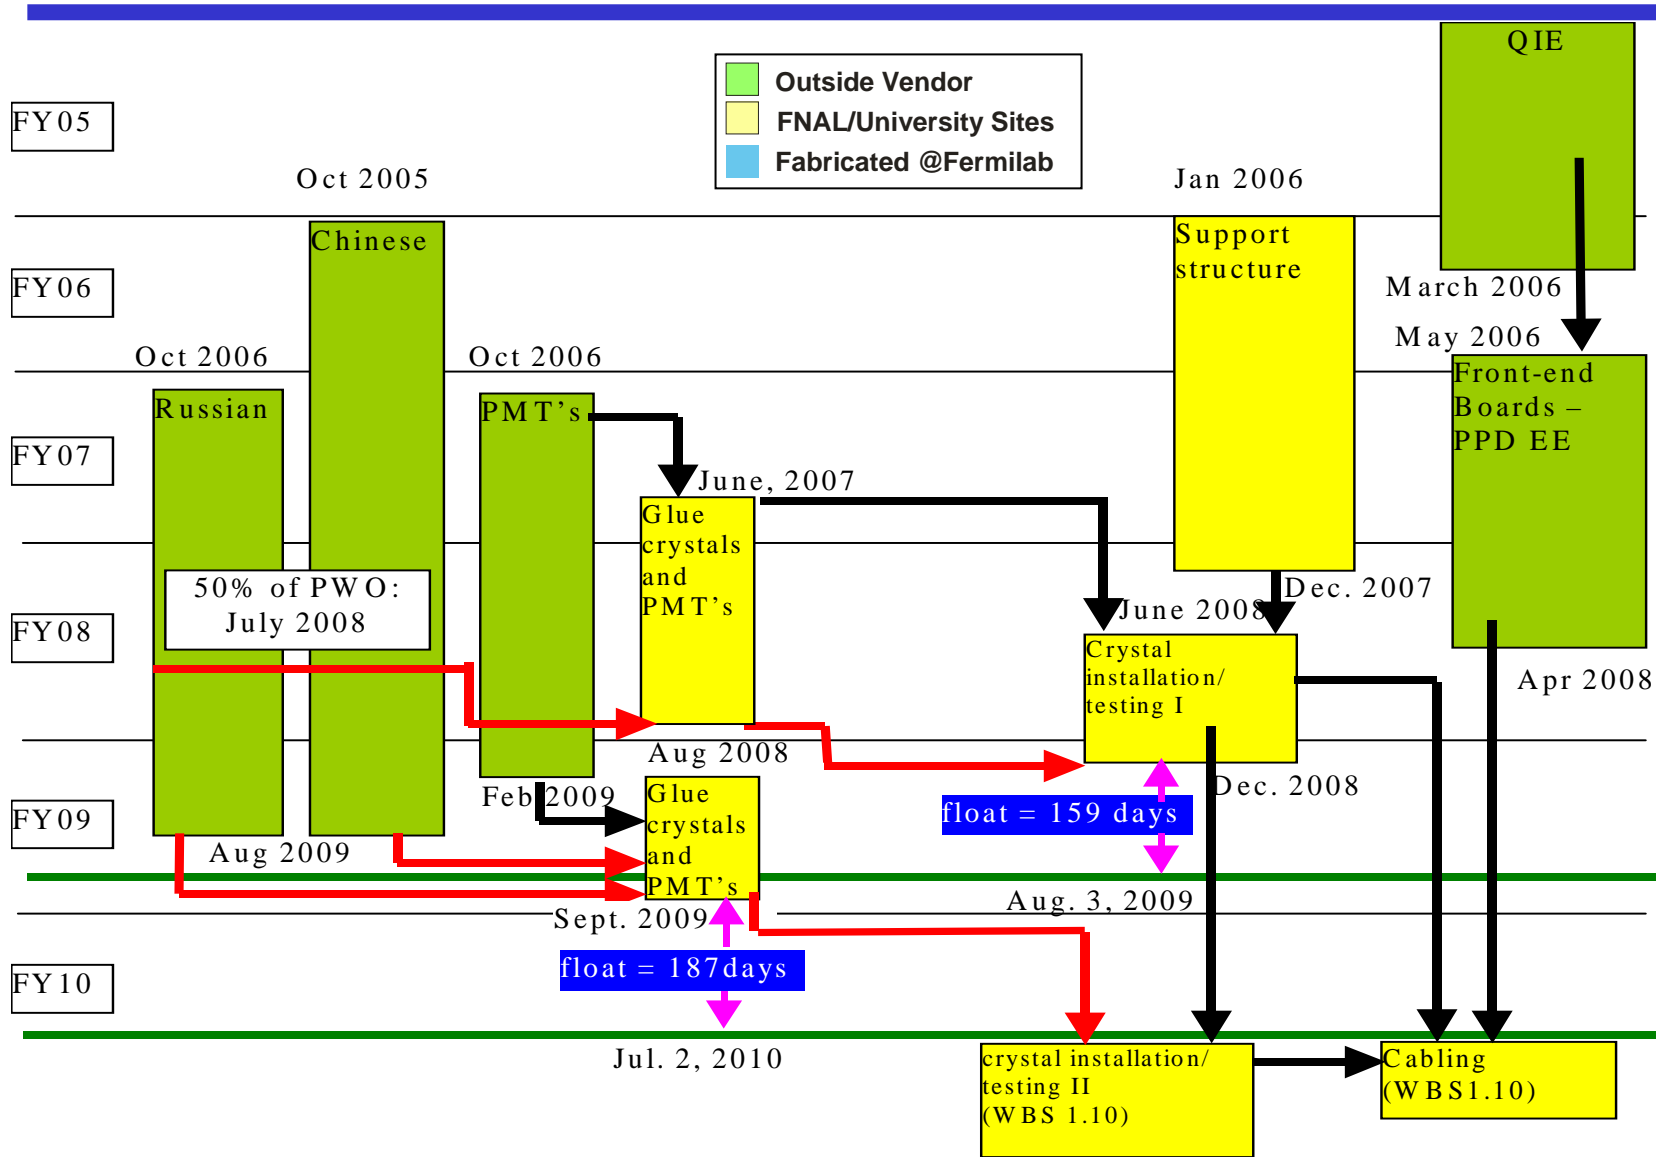 QIE
Outside Vendor
FNAL/University Sites
Fabricated @Fermilab
FY05
Oct 2005
Jan 2006
Chinese
Support
structure
FY06
March 2006
May 2006
Oct 2006
Oct 2006
Russian
PMT's
Front-end
Boards –
PPD EE
FY07
June, 2007
Glue
crystals
and
PMT's
50% of PWO:
July 2008
Dec. 2007
June 2008
FY08
Crystal
installation/
testing I
Apr 2008
Aug 2008
Feb 2009
Dec. 2008
Glue
crystals
and
PMT's
float = 159 days
FY09
Aug 2009
Aug. 3, 2009
Sept. 2009
float = 187days
FY10
Jul. 2, 2010
crystal installation/
testing II
(WBS 1.10)
Cabling
(WBS1.10)